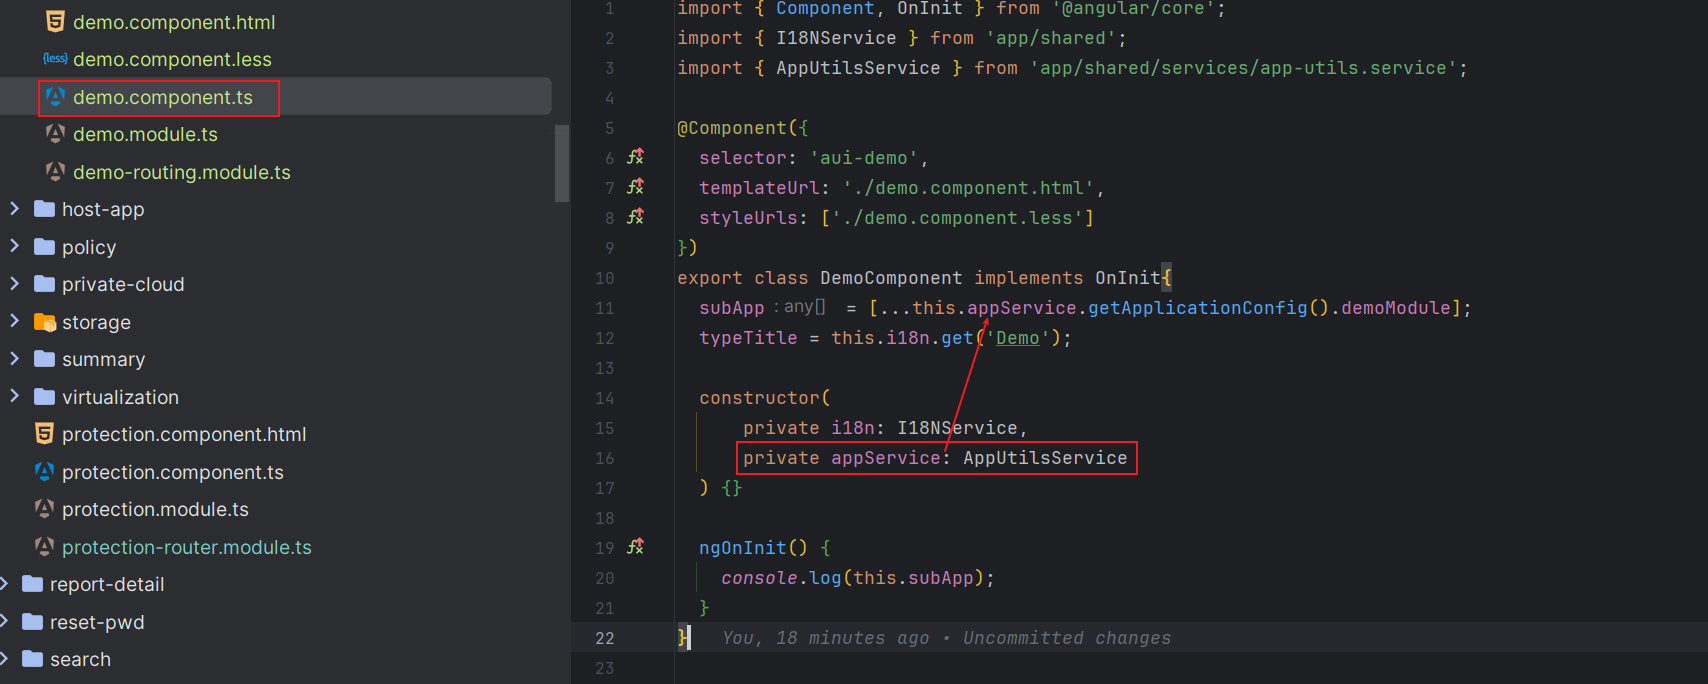 demo.component.html
{less} demo.component.less
demo.component.ts
demo.module.ts
demo-routing.module.ts
host-app
policy
private-cloud
storage
summary
virtualization
protection.component.html
protection.component.ts
protection.module.ts
protection-router.module.ts
report-detail
reset-pwd
search
1 import { Component, OnInit } from '@angular/core';
2 import { I18NService } from 'app/shared';
3 import { AppUtilsService } from 'app/shared/services/app-utils.service';
4
5 @Component({
6 selector: 'aui-demo',
7 templateUrl: './demo.component.html',
8 styleUrls: ['./demo.component.less']
9 })
10 export class DemoComponent implements OnInit{
11 subApp : any[] = [...this.appService.getApplicationConfig().demoModule];
12 typeTitle = this.i18n.get('Demo');
13
14 constructor(
15 private i18n: I18NService,
16 private appService: AppUtilsService
17 ) {}
18
19 ngOnInit() {
20 console.log(this.subApp);
21 }
22 } You, 18 minutes ago • Uncommitted changes
23